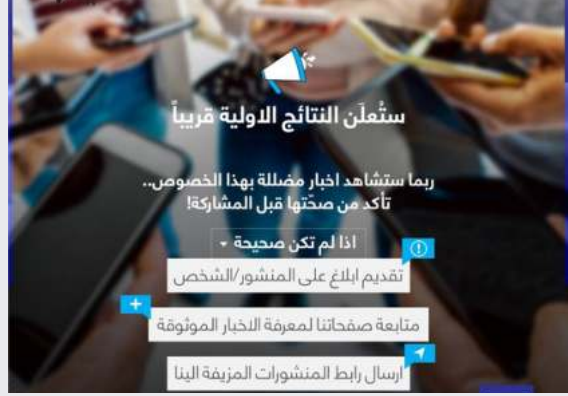 ستُعلَن النتائج الاولية قريباً
ربما ستشاهد اخبار مضللة بهذا الخصوص..
تأكد من صحّتها قبل المشاركة!
اذا لم تكن صحيحة
تقديم ابلاغ على المنشور/الشخص
متابعة صفحاتنا لمعرفة الاخبار الموثوقة
ارسال رابط المنشورات المزيفة الينا